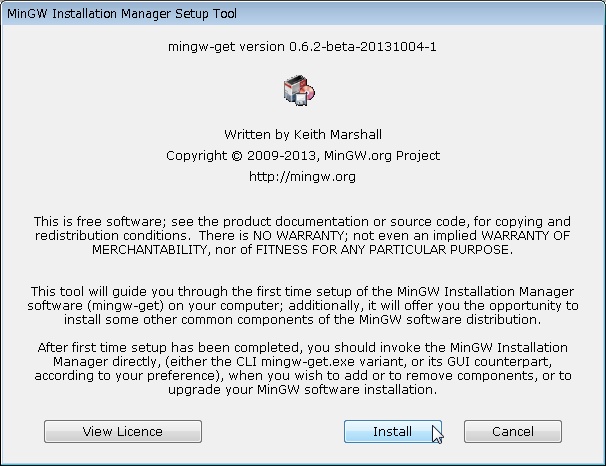 MinGW Installation Manager Setup Tool
mingw-get version 0.6.2-beta-20131004-1
Written by Keith Marshall
Copyright © 2009-2013, MinGW.org Project
http://mingw.org
This is free software; see the product documentation or source code, for copying and
redistribution conditions.  There is NO WARRANTY; not even an implied WARRANTY OF
MERCHANTABILITY, nor of FITNESS FOR ANY PARTICULAR PURPOSE.
This tool will guide you through the first time setup of the MinGW Installation Manager
software (mingw-get) on your computer; additionally, it will offer you the opportunity to
install some other common components of the MinGW software distribution.
After first time setup has been completed, you should invoke the MinGW Installation
Manager directly, (either the CLI mingw-get.exe variant, or its GUI counterpart,
according to your preference), when you wish to add or to remove components, or to
upgrade your MinGW software installation.
View Licence
Install
Cancel